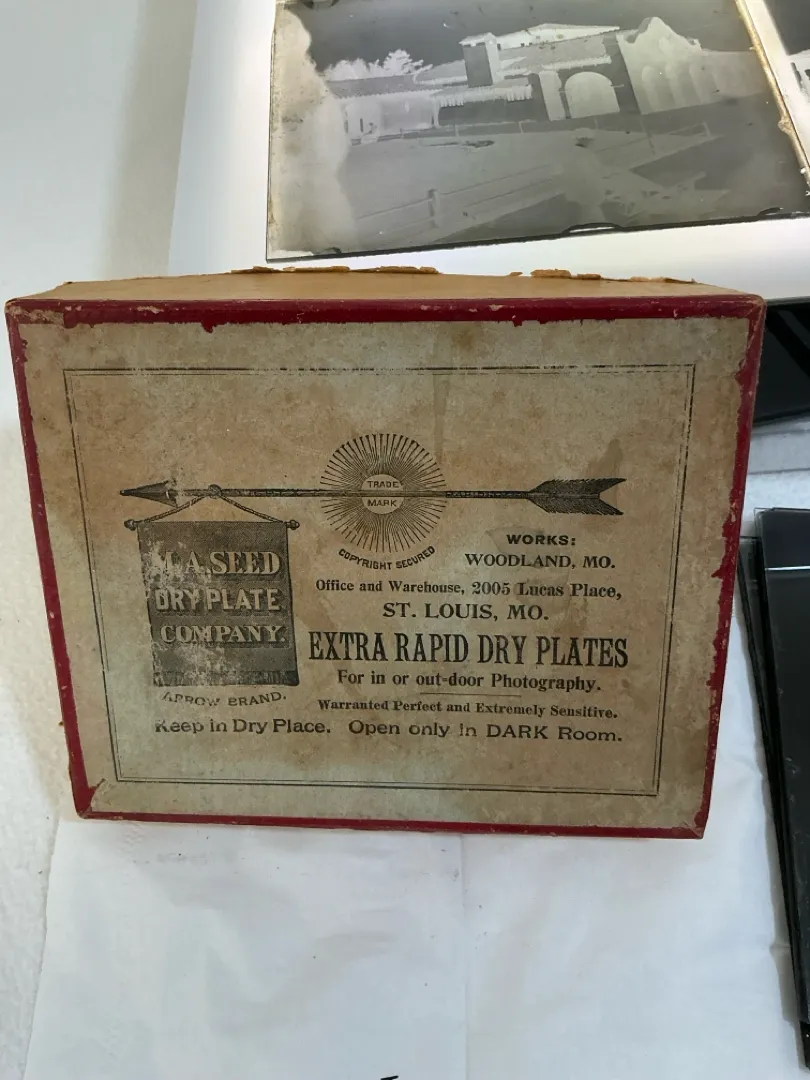 TRADE
MARK
COPYRIGHT SECURED
M.A.SEED
DRY PLATE
COMPANY.
ARROW BRAND.
WORKS:
WOODLAND, MO.
Office and Warehouse, 2005 Lucas Place,
ST. LOUIS, MO.
EXTRA RAPID DRY PLATES
For in or out-door Photography.
Warranted Perfect and Extremely Sensitive.
Keep in Dry Place. Open only in DARK Room.